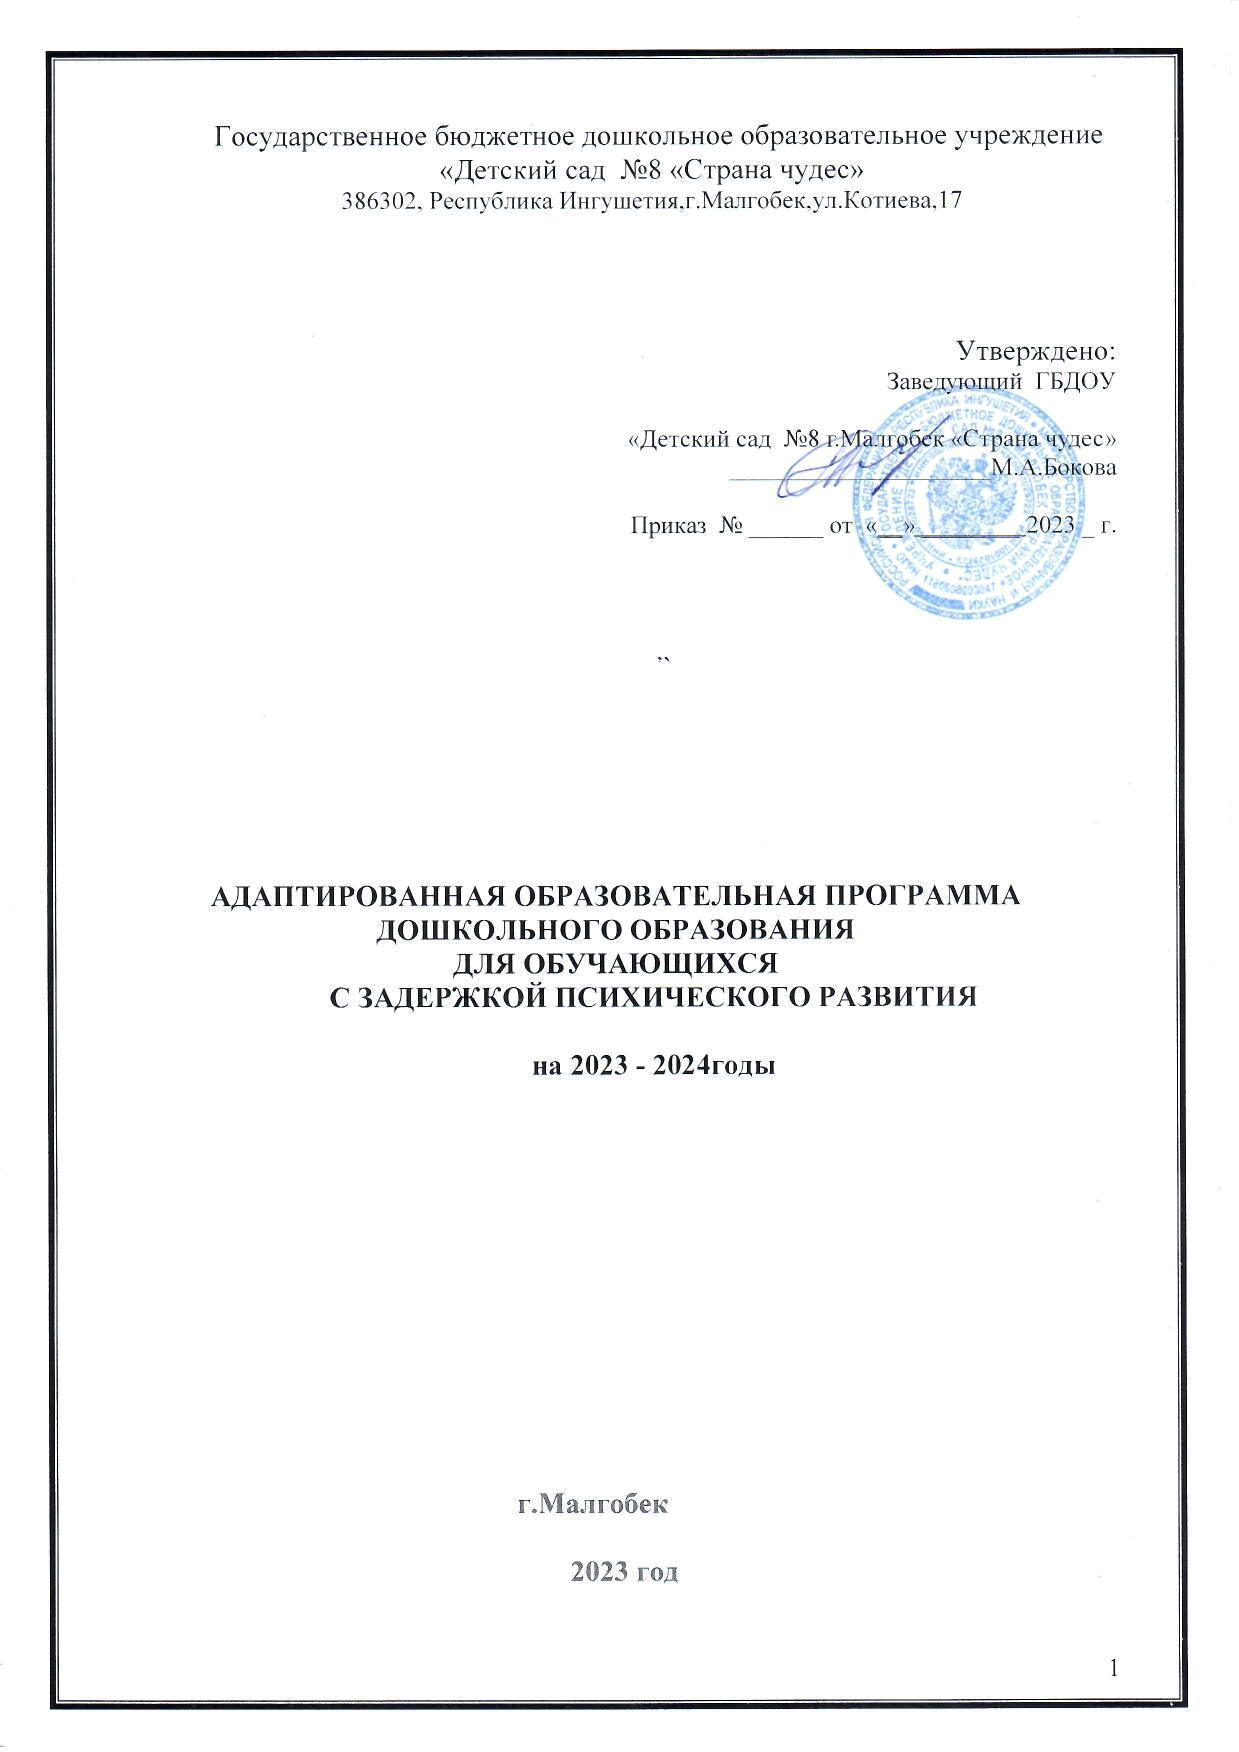 Государственное бюджетное дошкольное образовательное учреждение
«Детский сад №8 «Страна чудес»
386302, Республика Ингушетия,г.Малгобек,ул.Котиева,17
Утверждено:
Заведующий ГБДОУ
«Детский сад №8 г.Малгобек «Страна чудес»
____________________М.А.Бокова
Приказ № ______ от «__»_________2023 _ г.
АДАПТИРОВАННАЯ ОБРАЗОВАТЕЛЬНАЯ ПРОГРАММА
ДОШКОЛЬНОГО ОБРАЗОВАНИЯ
ДЛЯ ОБУЧАЮЩИХСЯ
С ЗАДЕРЖКОЙ ПСИХИЧЕСКОГО РАЗВИТИЯ
на 2023 - 2024годы
г.Малгобек
2023 год
1